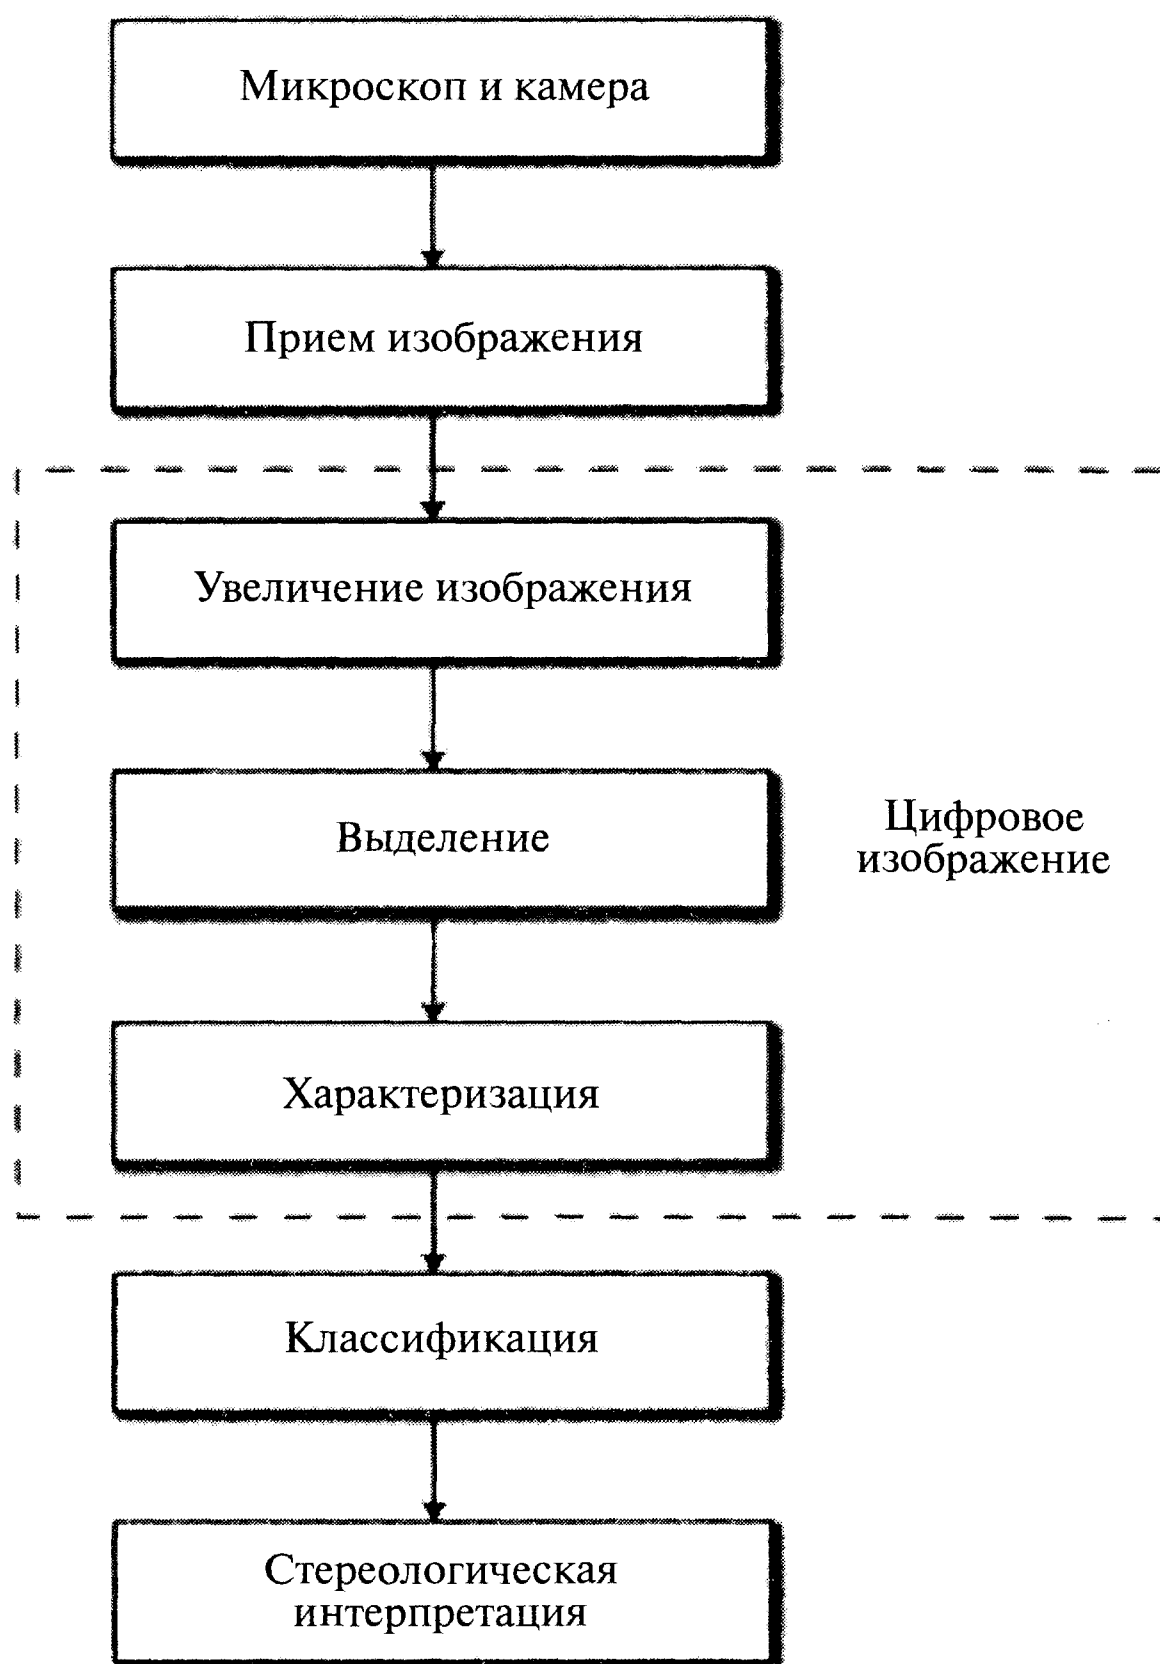 Микроскоп и камера
Прием изображения
Увеличение изображения
Выделение
Цифровое
изображение
Характеризация
Классификация
Стереологическая
интерпретация